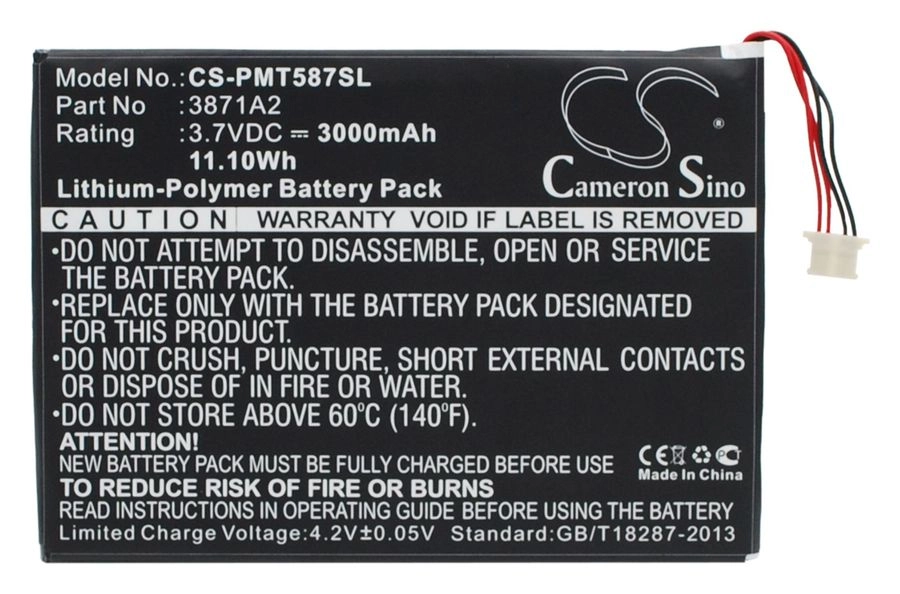 Model No.: CS-PMT587SL
Part No : 3871A2
Rating : 3.7VDC ⎓ 3000mAh
11.10Wh
Lithium-Polymer Battery Pack
CS
®
Cameron Sino
CAUTION WARRANTY VOID IF LABEL IS REMOVED
•DO NOT ATTEMPT TO DISASSEMBLE, OPEN OR SERVICE
THE BATTERY PACK.
•REPLACE ONLY WITH THE BATTERY PACK DESIGNATED
FOR THIS PRODUCT.
•DO NOT CRUSH, PUNCTURE, SHORT EXTERNAL CONTACTS
OR DISPOSE OF IN FIRE OR WATER.
•DO NOT STORE ABOVE 60°C (140°F).
ATTENTION!
NEW BATTERY PACK MUST BE FULLY CHARGED BEFORE USE
TO REDUCE RISK OF FIRE OR BURNS
FOLLOW INSTRUCTIONS IN OPERATING GUIDE BEFORE USING BATTERY
Limited Charge Voltage: 4.2V±0.05V Standard:GB/T18287-2013
CE PC
Made In China